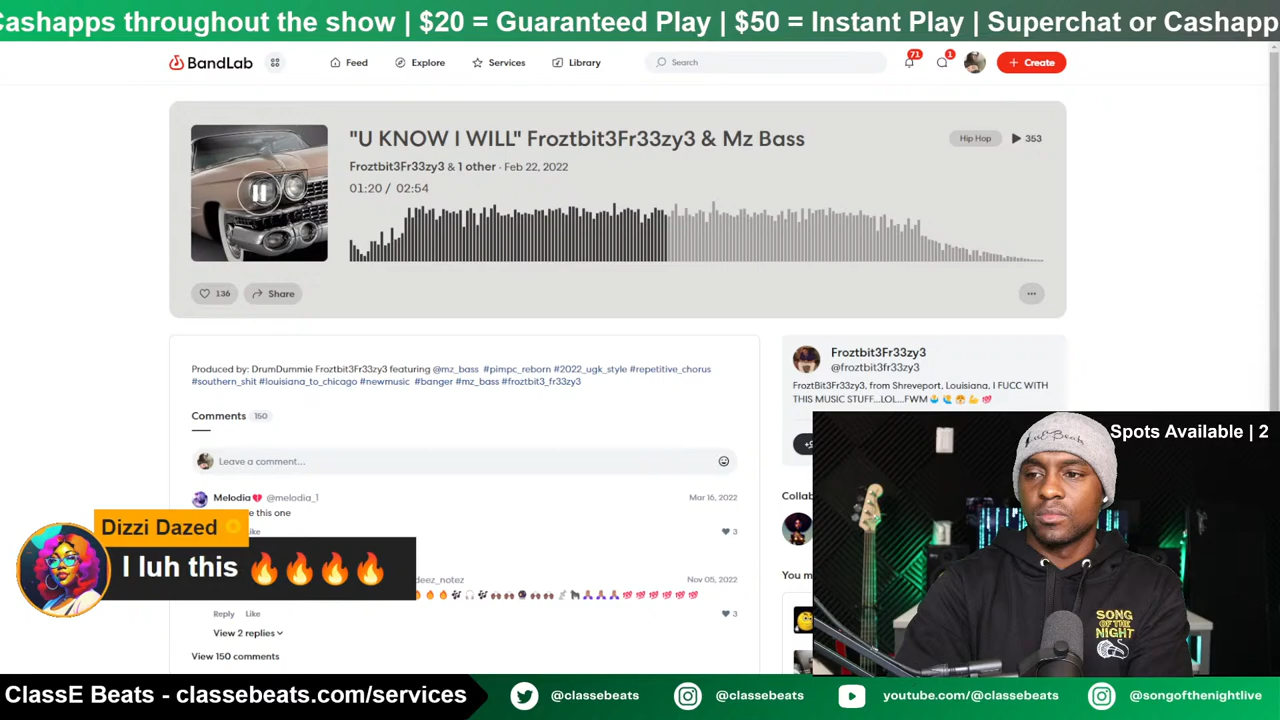 Cashapps throughout the show | $20 = Guaranteed Play | $50 = Instant Play | Superchat or Cashapp
BandLab
Feed
Explore
Services
Library
Search
71
1
+ Create
"U KNOW I WILL" Froztbit3Fr33zy3 & Mz Bass
Hip Hop
353
Froztbit3Fr33zy3 & 1 other · Feb 22, 2022
01:20 / 02:54
136
Share
Produced by: DrumDummie Froztbit3Fr33zy3 featuring @mz_bass #pimpc_reborn #2022_ugk_style #repetitive_chorus
#southern_shit #louisiana_to_chicago #newmusic #banger #mz_bass #froztbit3_fr33zy3
Froztbit3Fr33zy3
@froztbit3fr33zy3
FroztBit3Fr33zy3, from Shreveport, Louisiana, I FUCC WITH
THIS MUSIC STUFF...LOL...FWM
Comments 150
Leave a comment...
Melodia💔 @melodia_1
Mar 16, 2022
this one
3
Collab
You m
Spots Available | 2
Dizzi Dazed
I luh this 🔥🔥🔥🔥
deez_notez
Nov 05, 2022
Reply Like
3
View 2 replies
View 150 comments
SONG
OF THE
NIGHT
ClassE Beats - classebeats.com/services
@classebeats
@classebeats
youtube.com/@classebeats
@songofthenightlive